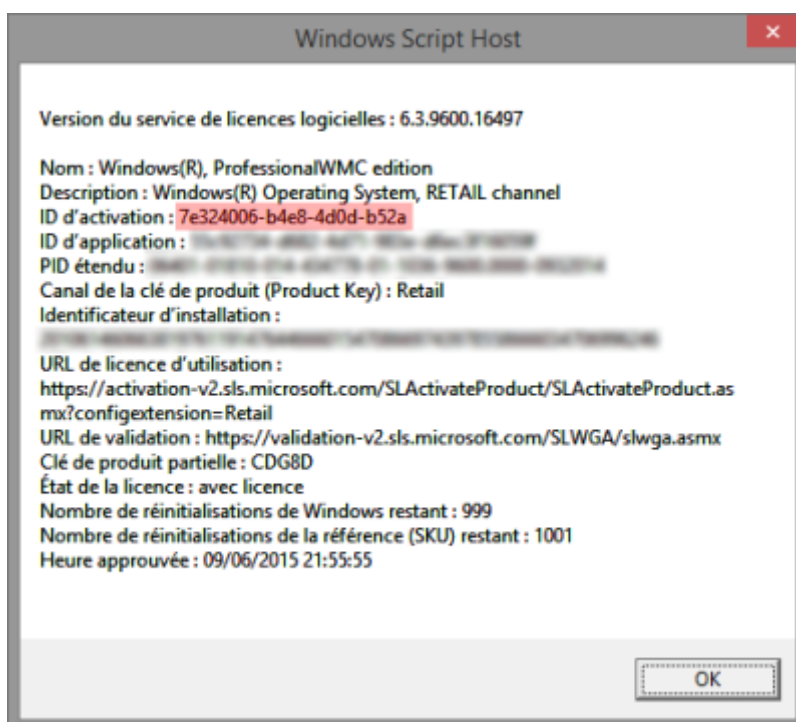 Windows Script Host
Version du service de licences logicielles : 6.3.9600.16497
Nom : Windows(R), ProfessionalWMC edition
Description : Windows(R) Operating System, RETAIL channel
ID d'activation : 7e324006-b4e8-4d0d-b52a
ID d'application :
PID étendu :
Canal de la clé de produit (Product Key) : Retail
Identificateur d'installation :
URL de licence d'utilisation :
https://activation-v2.sls.microsoft.com/SLActivateProduct/SLActivateProduct.as
mx?configextension=Retail
URL de validation : https://validation-v2.sls.microsoft.com/SLWGA/slwga.asmx
Clé de produit partielle : CDG8D
État de la licence : avec licence
Nombre de réinitialisations de Windows restant : 999
Nombre de réinitialisations de la référence (SKU) restant : 1001
Heure approuvée : 09/06/2015 21:55:55
OK